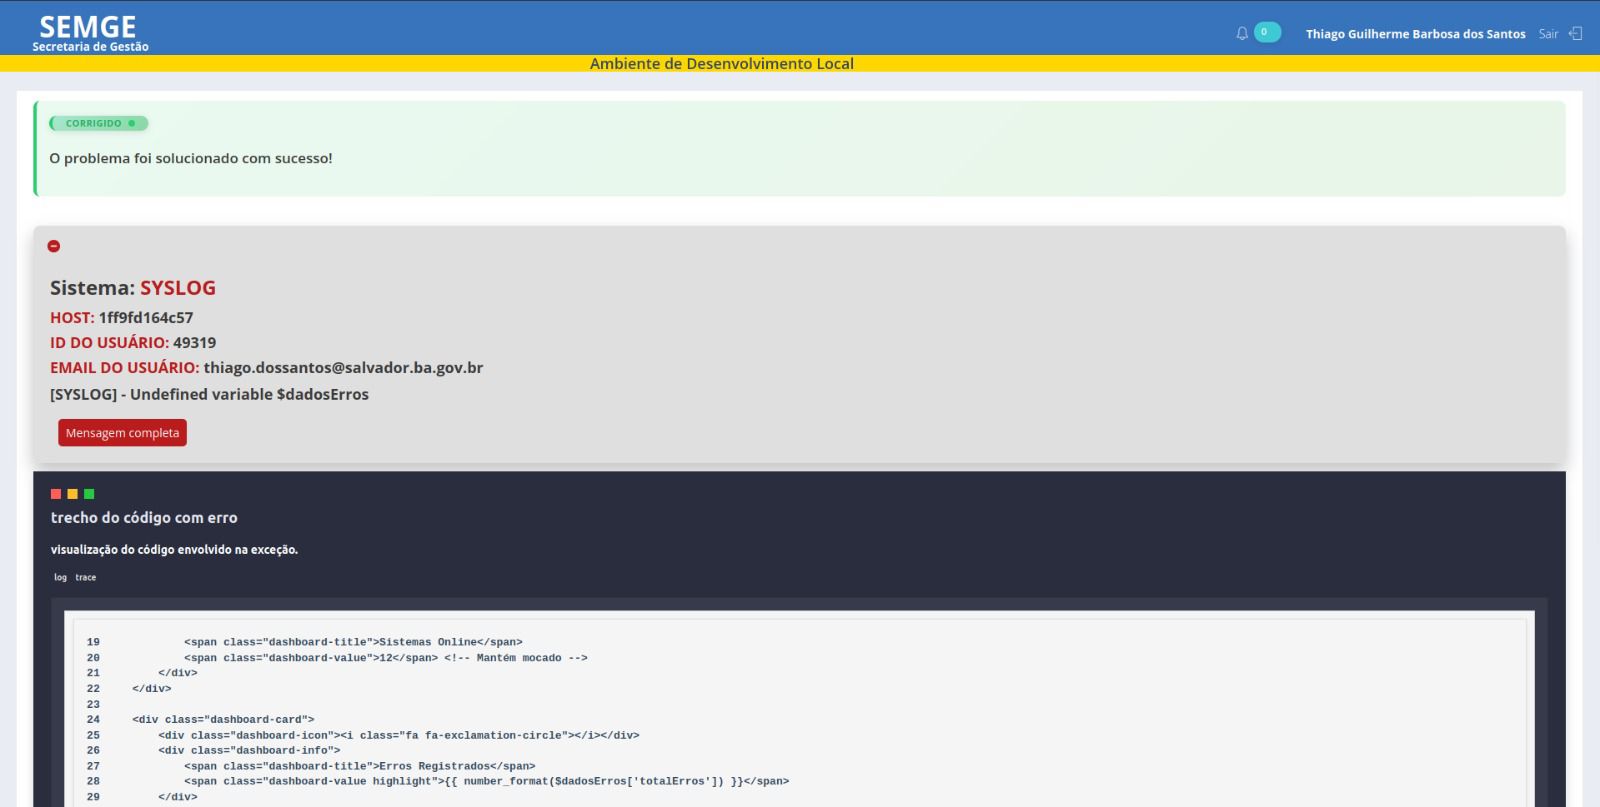 SEMGE
Secretaria de Gestão
0
Thiago Guilherme Barbosa dos Santos Sair
Ambiente de Desenvolvimento Local
CORRIGIDO
O problema foi solucionado com sucesso!
Sistema: SYSLOG
HOST: 1ff9fd164c57
ID DO USUÁRIO: 49319
EMAIL DO USUÁRIO: thiago.dossantos@salvador.ba.gov.br
[SYSLOG] - Undefined variable $dadosErros
Mensagem completa
trecho do código com erro
visualização do código envolvido na exceção.
log trace
19 <span class="dashboard-title">Sistemas Online</span>
20 <span class="dashboard-value">12</span> <!-- Mantém mocado -->
21 </div>
22 </div>
23
24 <div class="dashboard-card">
25 <div class="dashboard-icon"><i class="fa fa-exclamation-circle"></i></div>
26 <div class="dashboard-info">
27 <span class="dashboard-title">Erros Registrados</span>
28 <span class="dashboard-value highlight">{{ number_format($dadosErros['totalErros']) }}</span>
29 </div>